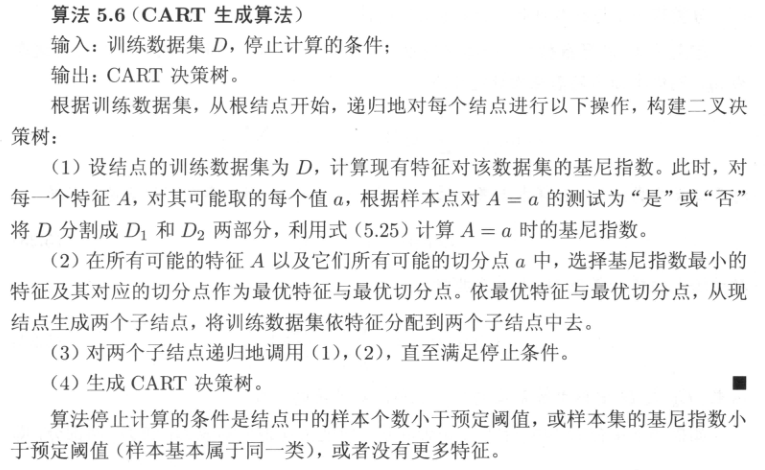 算法 5.6（CART 生成算法）
输入：训练数据集 D，停止计算的条件；
输出：CART 决策树。
根据训练数据集，从根结点开始，递归地对每个结点进行以下操作，构建二叉决
策树：
（1）设结点的训练数据集为 D，计算现有特征对该数据集的基尼指数。此时，对
每一个特征 A，对其可能取的每个值 a，根据样本点对 A = a 的测试为“是”或“否”
将 D 分割成 D₁ 和 D₂ 两部分，利用式（5.25）计算 A = a 时的基尼指数。
（2）在所有可能的特征 A 以及它们所有可能的切分点 a 中，选择基尼指数最小的
特征及其对应的切分点作为最优特征与最优切分点。依最优特征与最优切分点，从现
结点生成两个子结点，将训练数据集依特征分配到两个子结点中去。
（3）对两个子结点递归地调用（1），（2），直至满足停止条件。
（4）生成 CART 决策树。 ■
算法停止计算的条件是结点中的样本个数小于预定阈值，或样本集的基尼指数小
于预定阈值（样本基本属于同一类），或者没有更多特征。